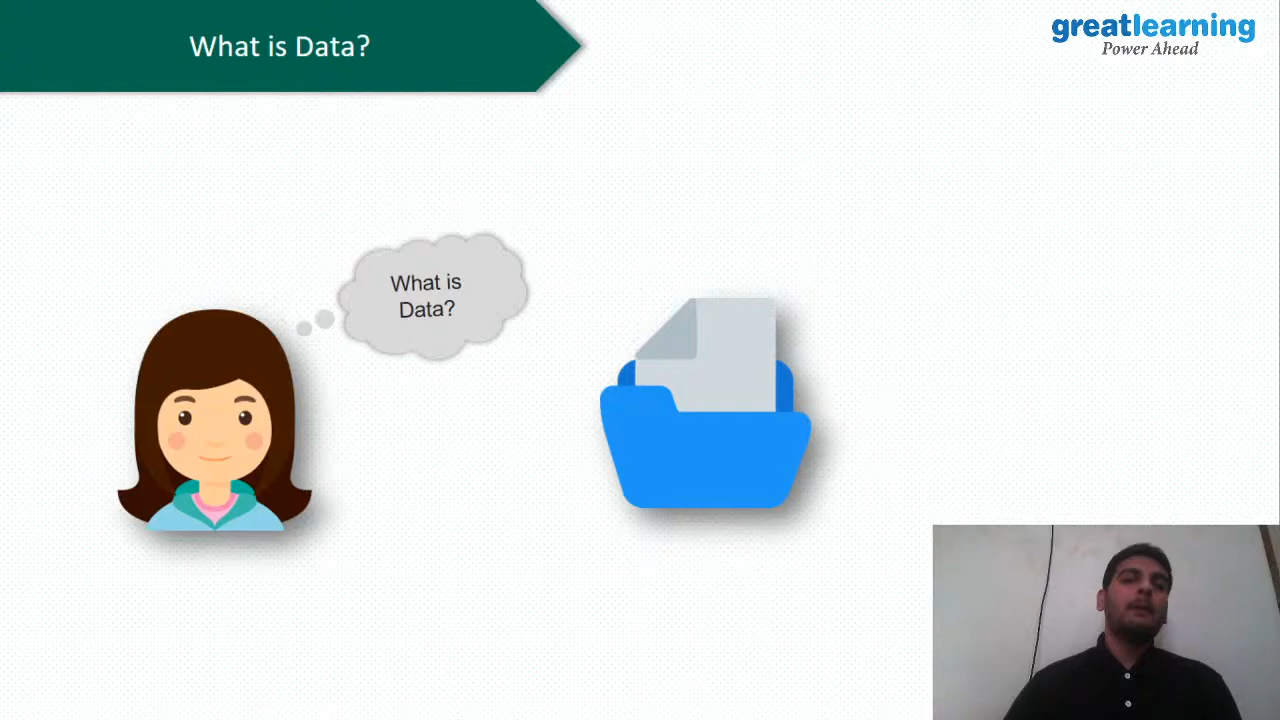 What is Data?
greatlearning
Power Ahead
What is
Data?